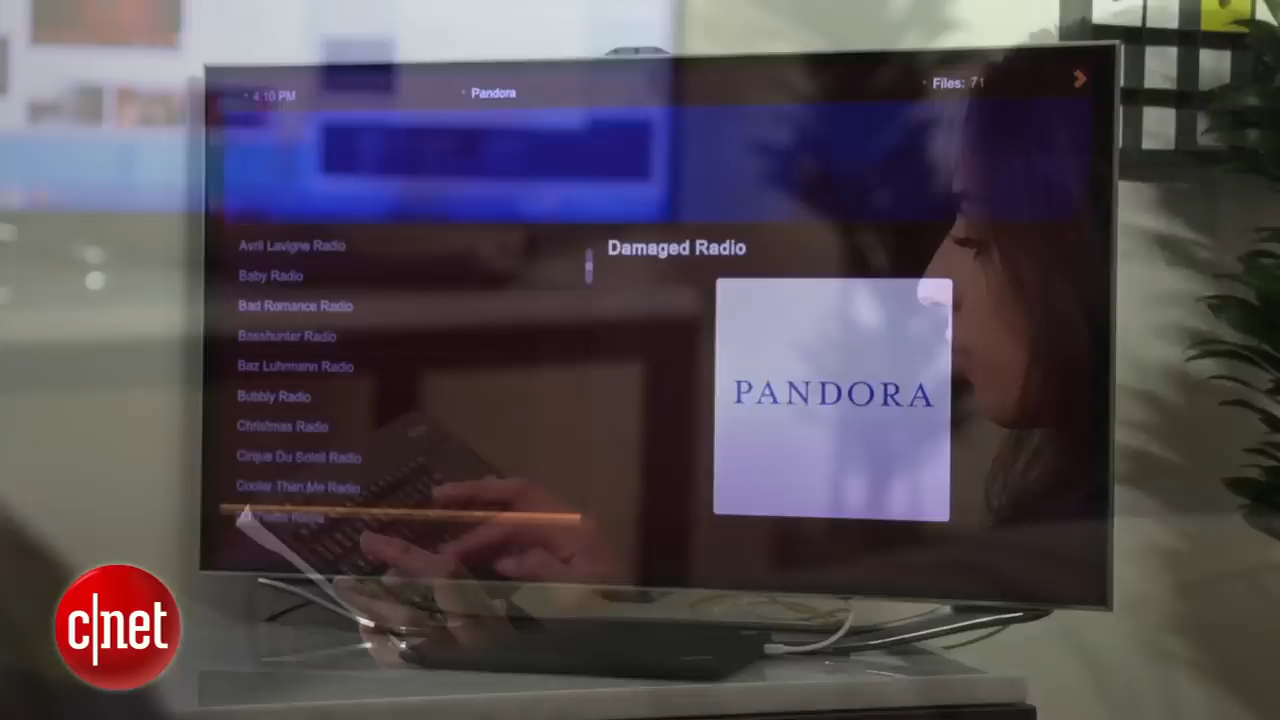 4:10 PM
Pandora
Files: 71
Avril Lavigne Radio
Baby Radio
Bad Romance Radio
Basshunter Radio
Baz Luhrmann Radio
Bubbly Radio
Christmas Radio
Cirque Du Soleil Radio
Cooler Than Me Radio
Radio
Damaged Radio
PANDORA
c|net